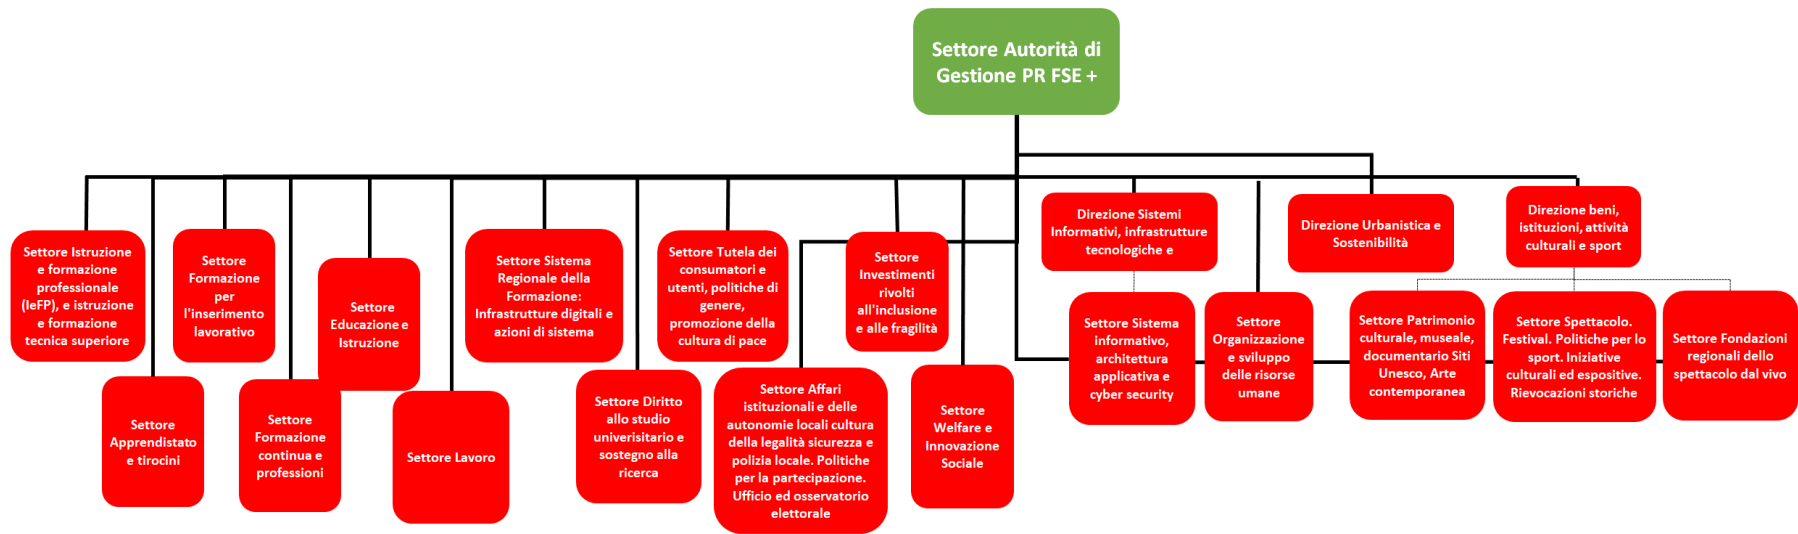 Settore Autorità di
Gestione PR FSE +
Settore Istruzione
e formazione
professionale
(IeFP), e istruzione
e formazione
tecnica superiore
Settore
Apprendistato
e tirocini
Settore
Formazione
per
l'inserimento
lavorativo
Settore
Formazione
continua e
professioni
Settore
Educazione e
Istruzione
Settore Lavoro
Settore Sistema
Regionale della
Formazione:
Infrastrutture digitali e
azioni di sistema
Settore Diritto
allo studio
univerisitario e
sostegno alla
ricerca
Settore Tutela dei
consumatori e
utenti, politiche di
genere,
promozione della
cultura di pace
Settore Affari
istituzionali e delle
autonomie locali cultura
della legalità sicurezza e
polizia locale. Politiche
per la partecipazione.
Ufficio ed osservatorio
elettorale
Settore
Investimenti
rivolti
all'inclusione
e alle fragilità
Settore
Welfare e
Innovazione
Sociale
Direzione Sistemi
Informativi, infrastrutture
tecnologiche e
Settore Sistema
informativo,
architettura
applicativa e
cyber security
Settore
Organizzazione
e sviluppo
delle risorse
umane
Direzione Urbanistica e
Sostenibilità
Direzione beni,
istituzioni, attività
culturali e sport
Settore Patrimonio
culturale, museale,
documentario Siti
Unesco, Arte
contemporanea
Settore Spettacolo.
Festival. Politiche per lo
sport. Iniziative
culturali ed espositive.
Rievocazioni storiche
Settore Fondazioni
regionali dello
spettacolo dal vivo